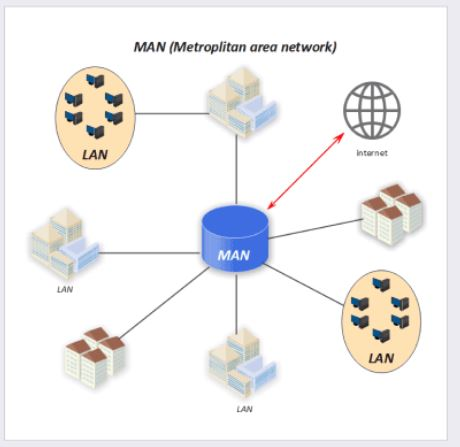 MAN (Metroplitan area network)
LAN
Internet
MAN
LAN
LAN
LAN